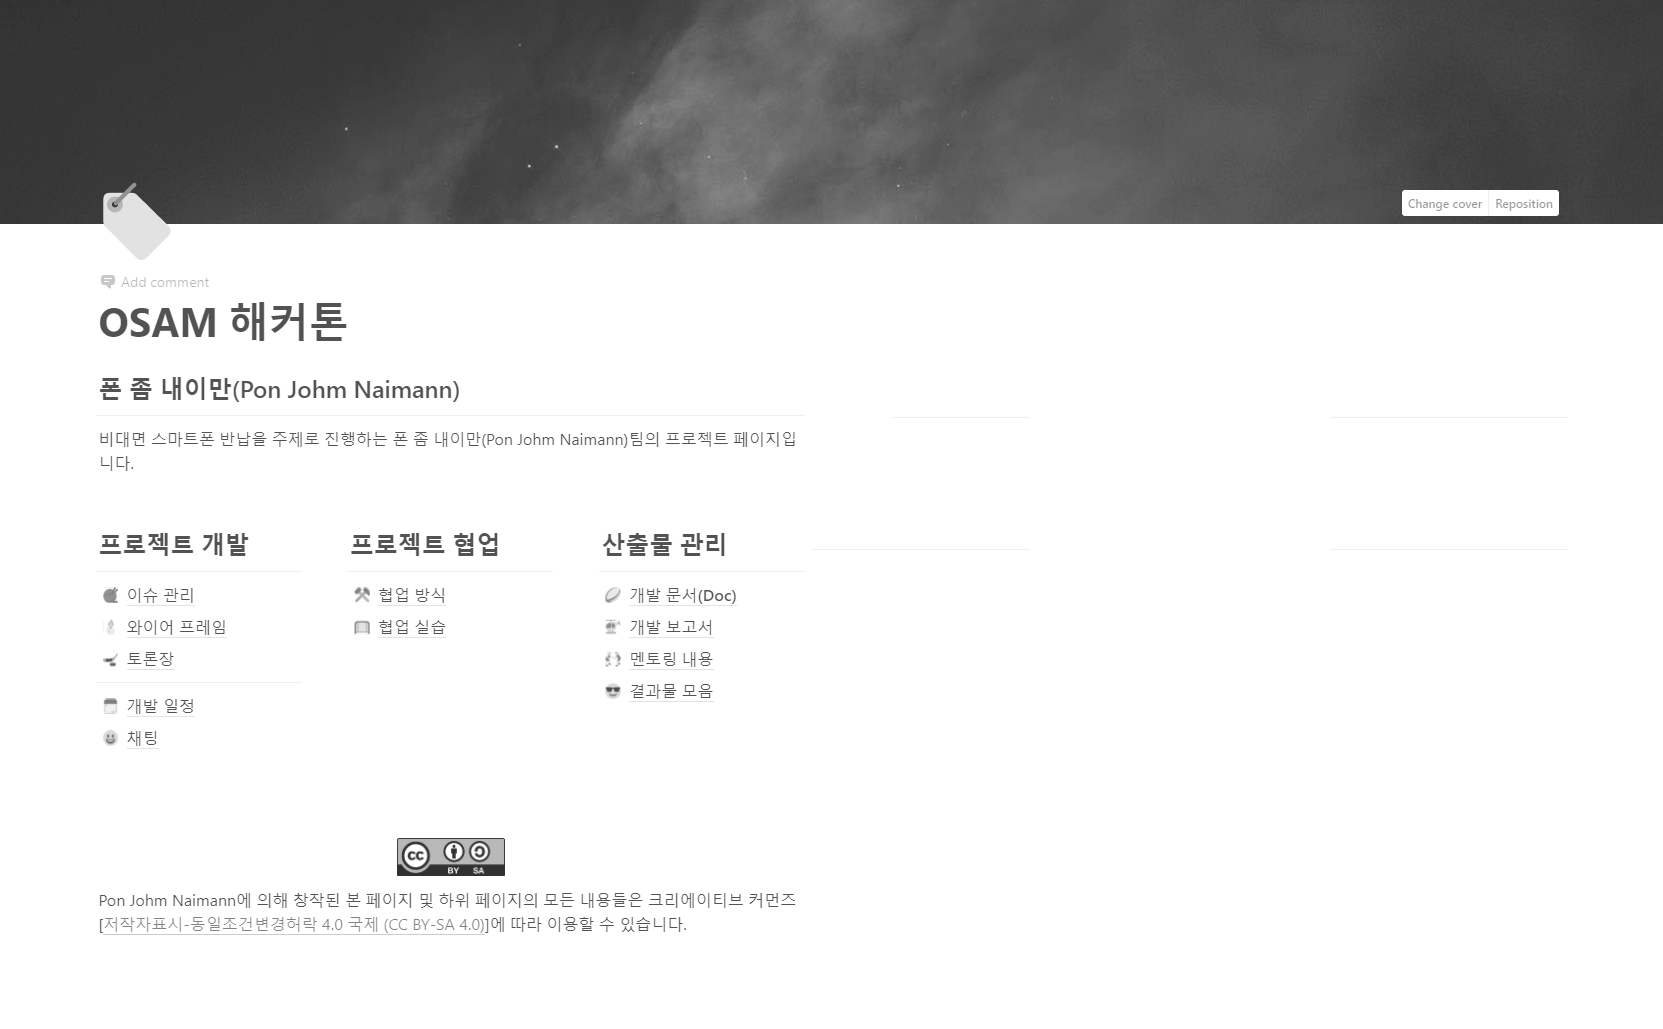 Change cover Reposition
Add comment
OSAM 해커톤
폰 좀 내이만(Pon Johm Naimann)
비대면 스마트폰 반납을 주제로 진행하는 폰 좀 내이만(Pon Johm Naimann)팀의 프로젝트 페이지입
니다.
프로젝트 개발
이슈 관리
와이어 프레임
토론장
개발 일정
채팅
프로젝트 협업
협업 방식
협업 실습
산출물 관리
개발 문서(Doc)
개발 보고서
멘토링 내용
결과물 모음
cc BY SA
Pon Johm Naimann에 의해 창작된 본 페이지 및 하위 페이지의 모든 내용들은 크리에이티브 커먼즈
[저작자표시-동일조건변경허락 4.0 국제 (CC BY-SA 4.0)]에 따라 이용할 수 있습니다.